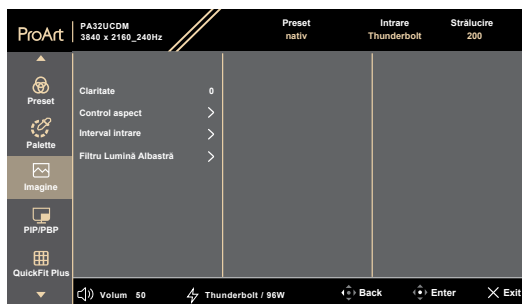 ProArt
PA32UCDM
3840 x 2160_240Hz
Preset
nativ
Intrare
Thunderbolt
Strălucire
200
Preset
Palette
Imagine
PIP/PBP
QuickFit Plus
Claritate 0
Control aspect
Interval intrare
Filtru Lumină Albastră
Volum 50
Thunderbolt / 96W
Back
Enter
Exit